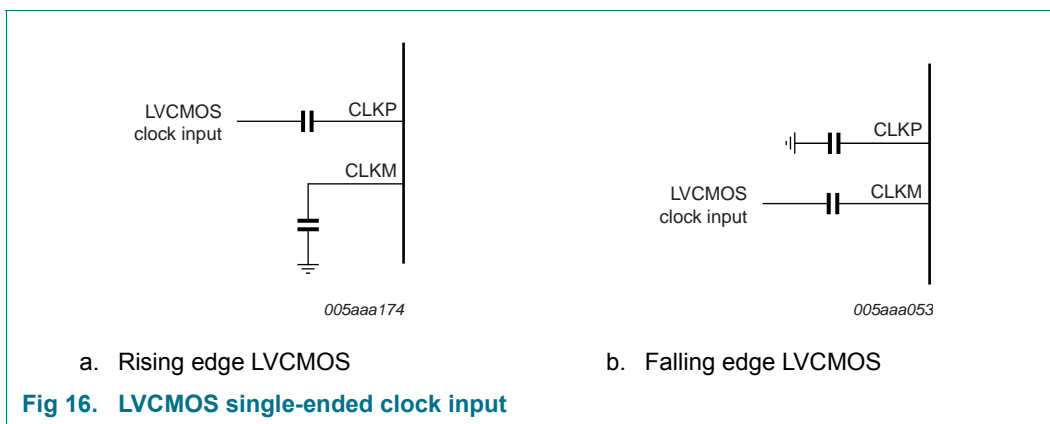 LVCMOS
clock input
CLKP
CLKM
005aaa174
a. Rising edge LVCMOS
CLKP
LVCMOS
clock input
CLKM
005aaa053
b. Falling edge LVCMOS
Fig 16. LVCMOS single-ended clock input